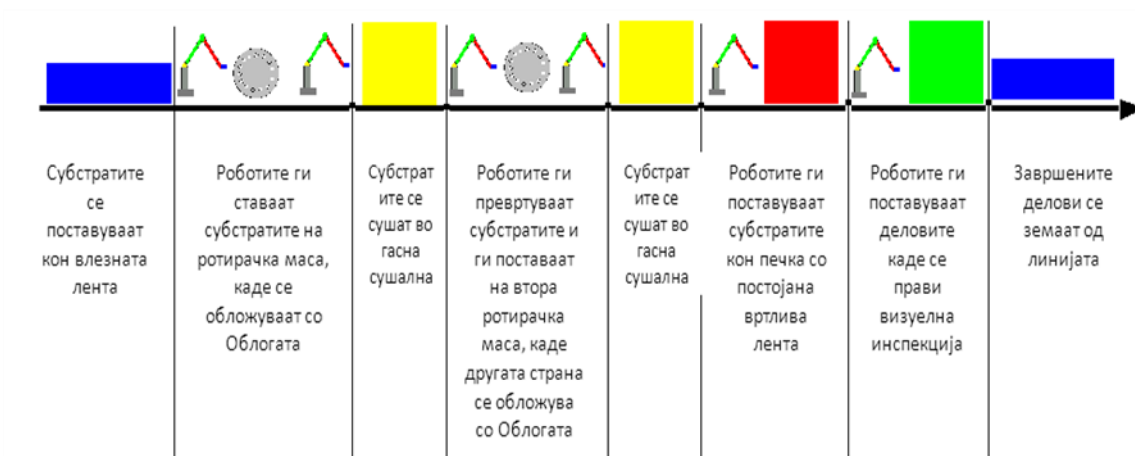 Субстратите
се
поставуваат
кон влезната
лента
Роботите ги
ставаат
субстратите на
ротирачка маса,
каде се
обложуваат со
Облогата
Субстрат
ите се
сушат во
гасна
сушална
Роботите ги
превртуваат
субстратите и
ги поставаат
на втора
ротирачка
маса, каде
другата страна
се обложува
со Облогата
Субстрат
ите се
сушат во
гасна
сушална
Роботите ги
поставуваат
субстратите
кон печка со
постојана
вртлива
лента
Роботите ги
поставуваат
деловите
каде се
прави
визуелна
инспекција
Завршените
делови се
земаат од
линијата